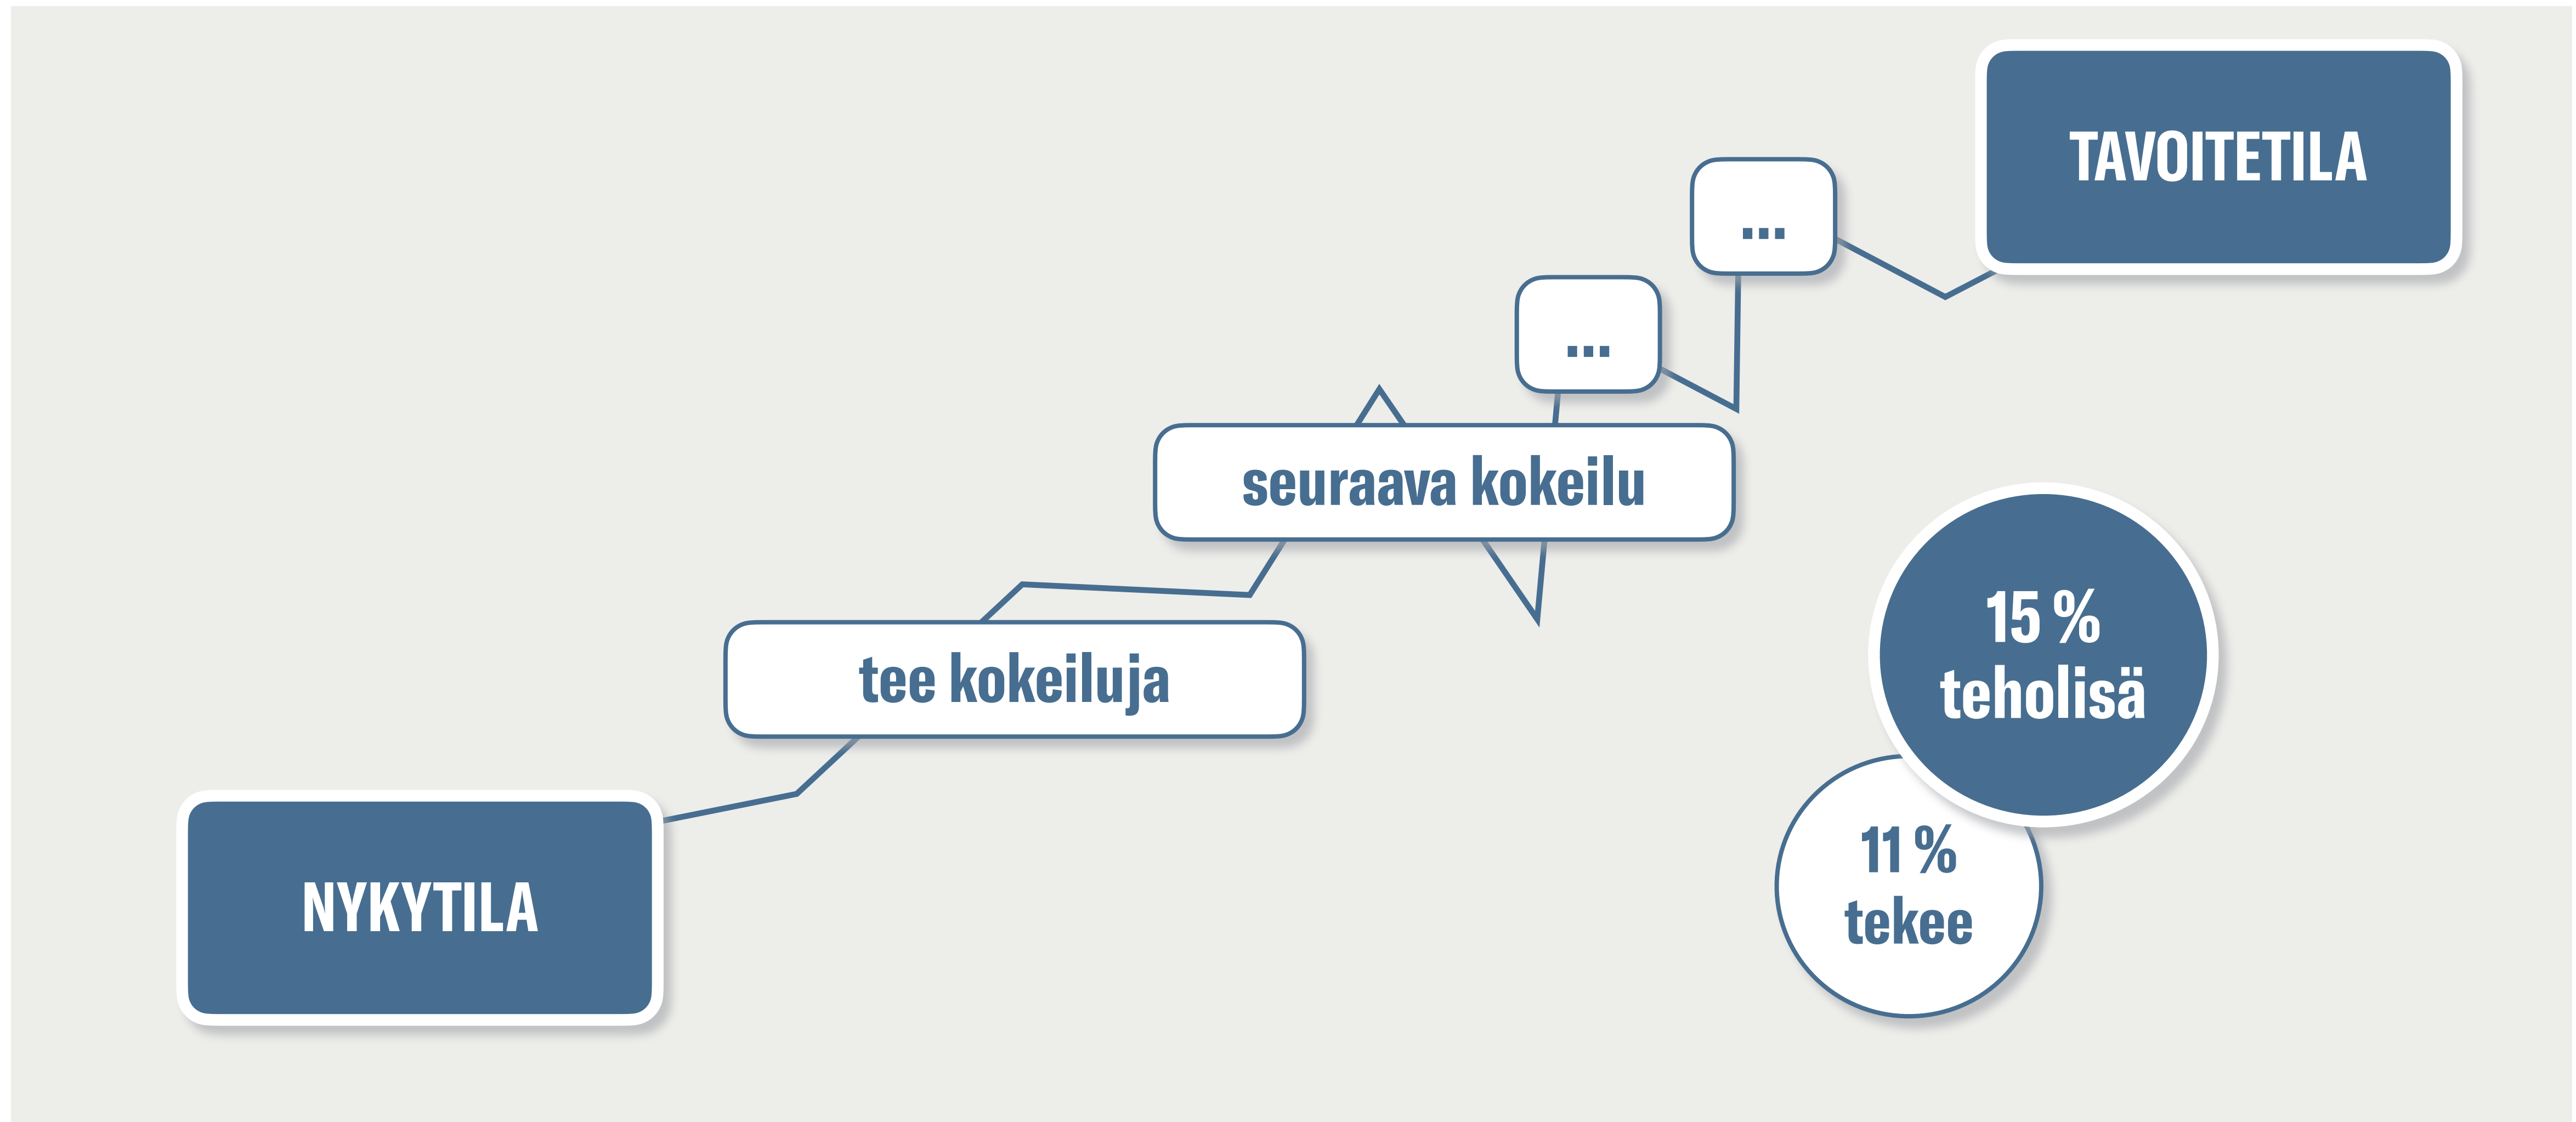 TAVOITETILA
...
...
seuraava kokeilu
tee kokeiluja
NYKYTILA
15 %
teholisä
11 %
tekee